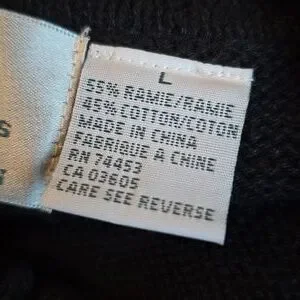 L
55% RAMIE/RAMIE
45% COTTON/COTON
MADE IN CHINA
FABRIQUE A CHINE
RN 74453
CA 03605
CARE SEE REVERSE
S